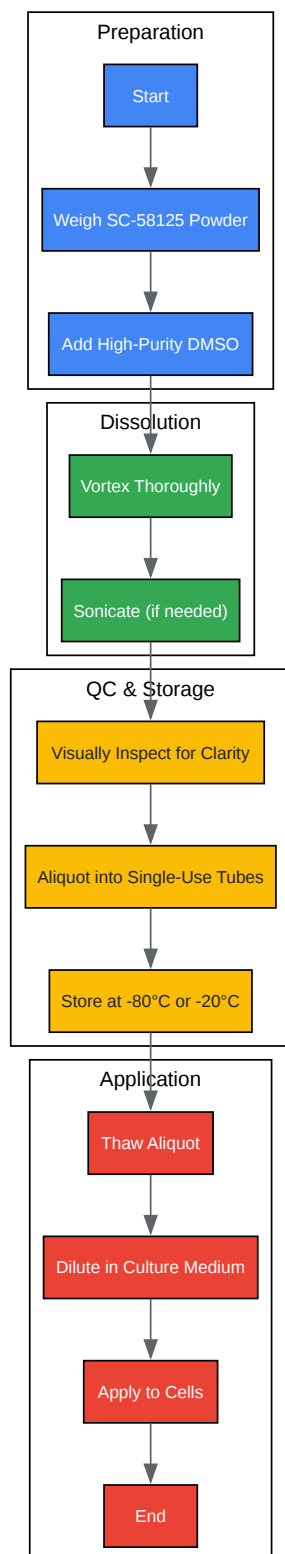 Preparation
Start
Weigh SC-58125 Powder
Add High-Purity DMSO
Dissolution
Vortex Thoroughly
Sonicate (if needed)
QC & Storage
Visually Inspect for Clarity
Aliquot into Single-Use Tubes
Store at -80°C or -20°C
Application
Thaw Aliquot
Dilute in Culture Medium
Apply to Cells
End